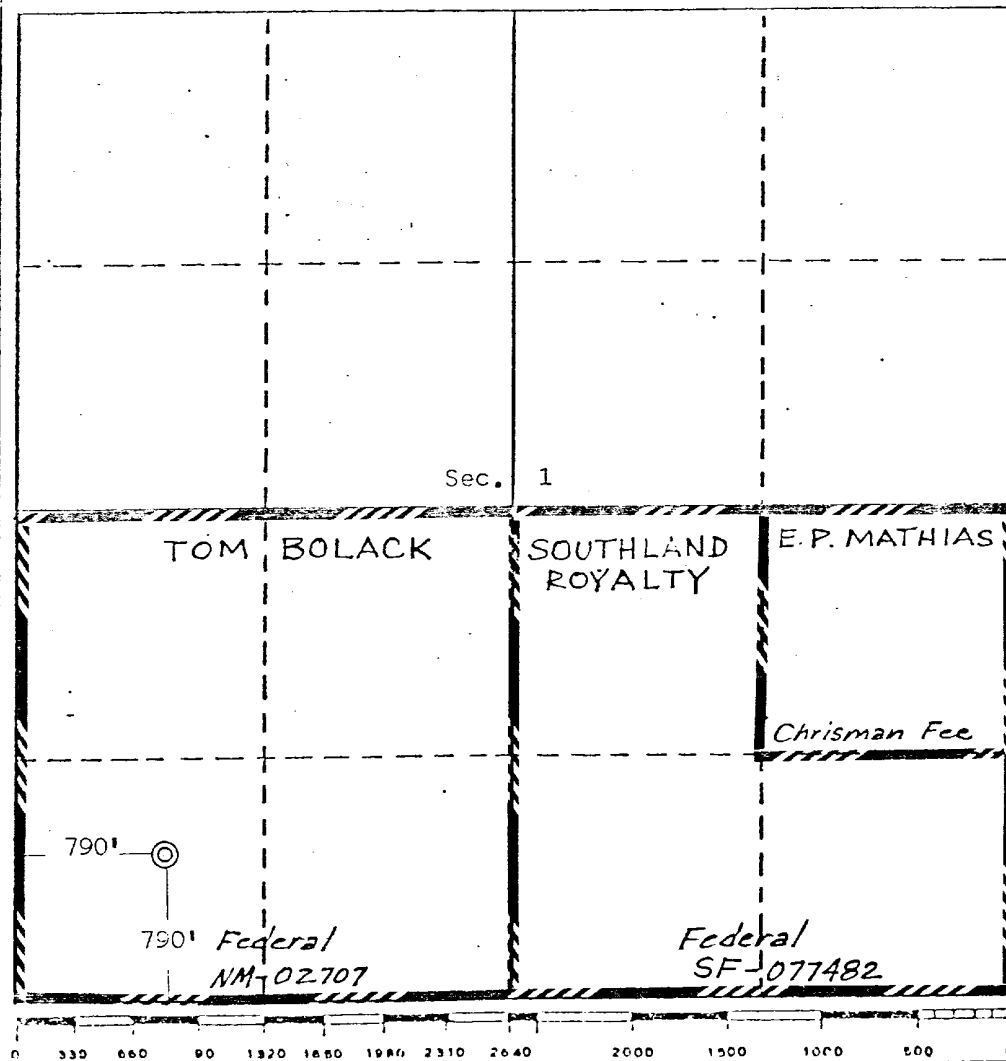 Sec. 1
TOM BOLACK
SOUTHLAND ROYALTY
E.P. MATHIAS
Chrisman Fee
790'
790'
Federal
NM-02707
Federal
SF-077482
0 330 660 90 1320 1650 1980 2310 2640 2000 1500 1000 500